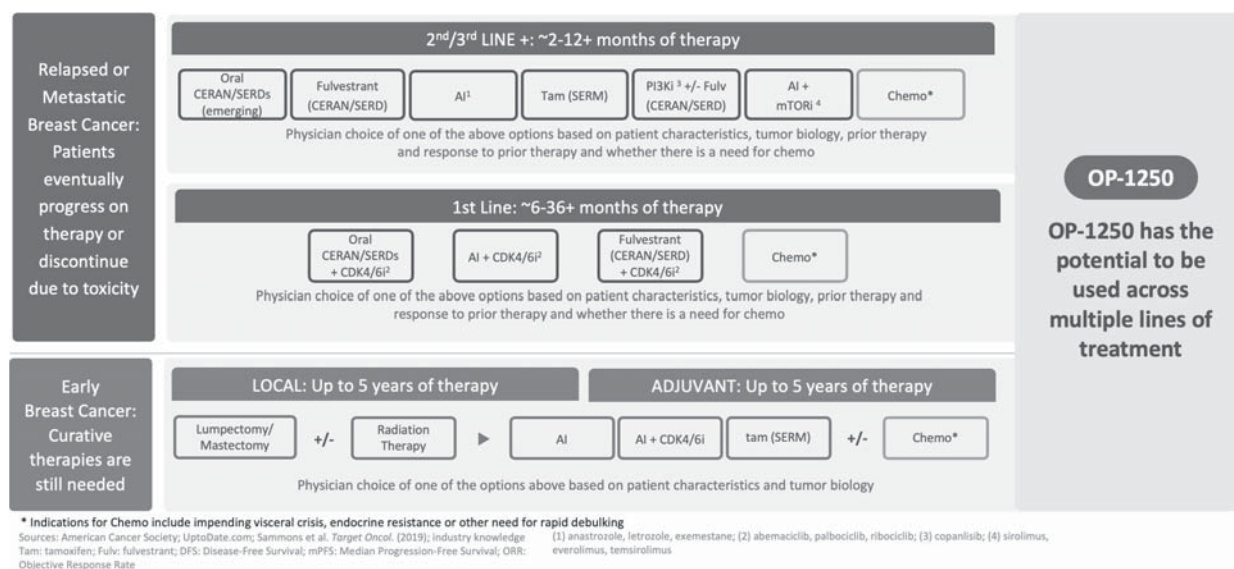 Relapsed or
Metastatic
Breast Cancer:
Patients
eventually
progress on
therapy or
discontinue
due to toxicity
2nd/3rd LINE +: ~2-12+ months of therapy
Oral
CERAN/SERDs
(emerging)
Fulvestrant
(CERAN/SERD)
AI¹
Tam (SERM)
PI3Ki ³ +/- Fulv
(CERAN/SERD)
AI +
mTORi ⁴
Chemo*
Physician choice of one of the above options based on patient characteristics, tumor biology, prior therapy
and response to prior therapy and whether there is a need for chemo
1st Line: ~6-36+ months of therapy
Oral
CERAN/SERDs
+ CDK4/6i²
AI + CDK4/6i²
Fulvestrant
(CERAN/SERD)
+ CDK4/6i²
Chemo*
Physician choice of one of the above options based on patient characteristics, tumor biology, prior therapy and
response to prior therapy and whether there is a need for chemo
OP-1250
OP-1250 has the
potential to be
used across
multiple lines of
treatment
Early
Breast Cancer:
Curative
therapies are
still needed
LOCAL: Up to 5 years of therapy
ADJUVANT: Up to 5 years of therapy
Lumpectomy/
Mastectomy
+/-
Radiation
Therapy
AI
AI + CDK4/6i
tam (SERM)
+/-
Chemo*
Physician choice of one of the options above based on patient characteristics and tumor biology
* Indications for Chemo include impending visceral crisis, endocrine resistance or other need for rapid debulking
Sources: American Cancer Society; UptoDate.com; Sammons et al. Target Oncol. (2019); industry knowledge
Tam: tamoxifen; Fulv: fulvestrant; DFS: Disease-Free Survival; mPFS: Median Progression-Free Survival; ORR:
Objective Response Rate
(1) anastrozole, letrozole, exemestane; (2) abemaciclib, palbociclib, ribociclib; (3) copanlisib; (4) sirolimus,
everolimus, temsirolimus